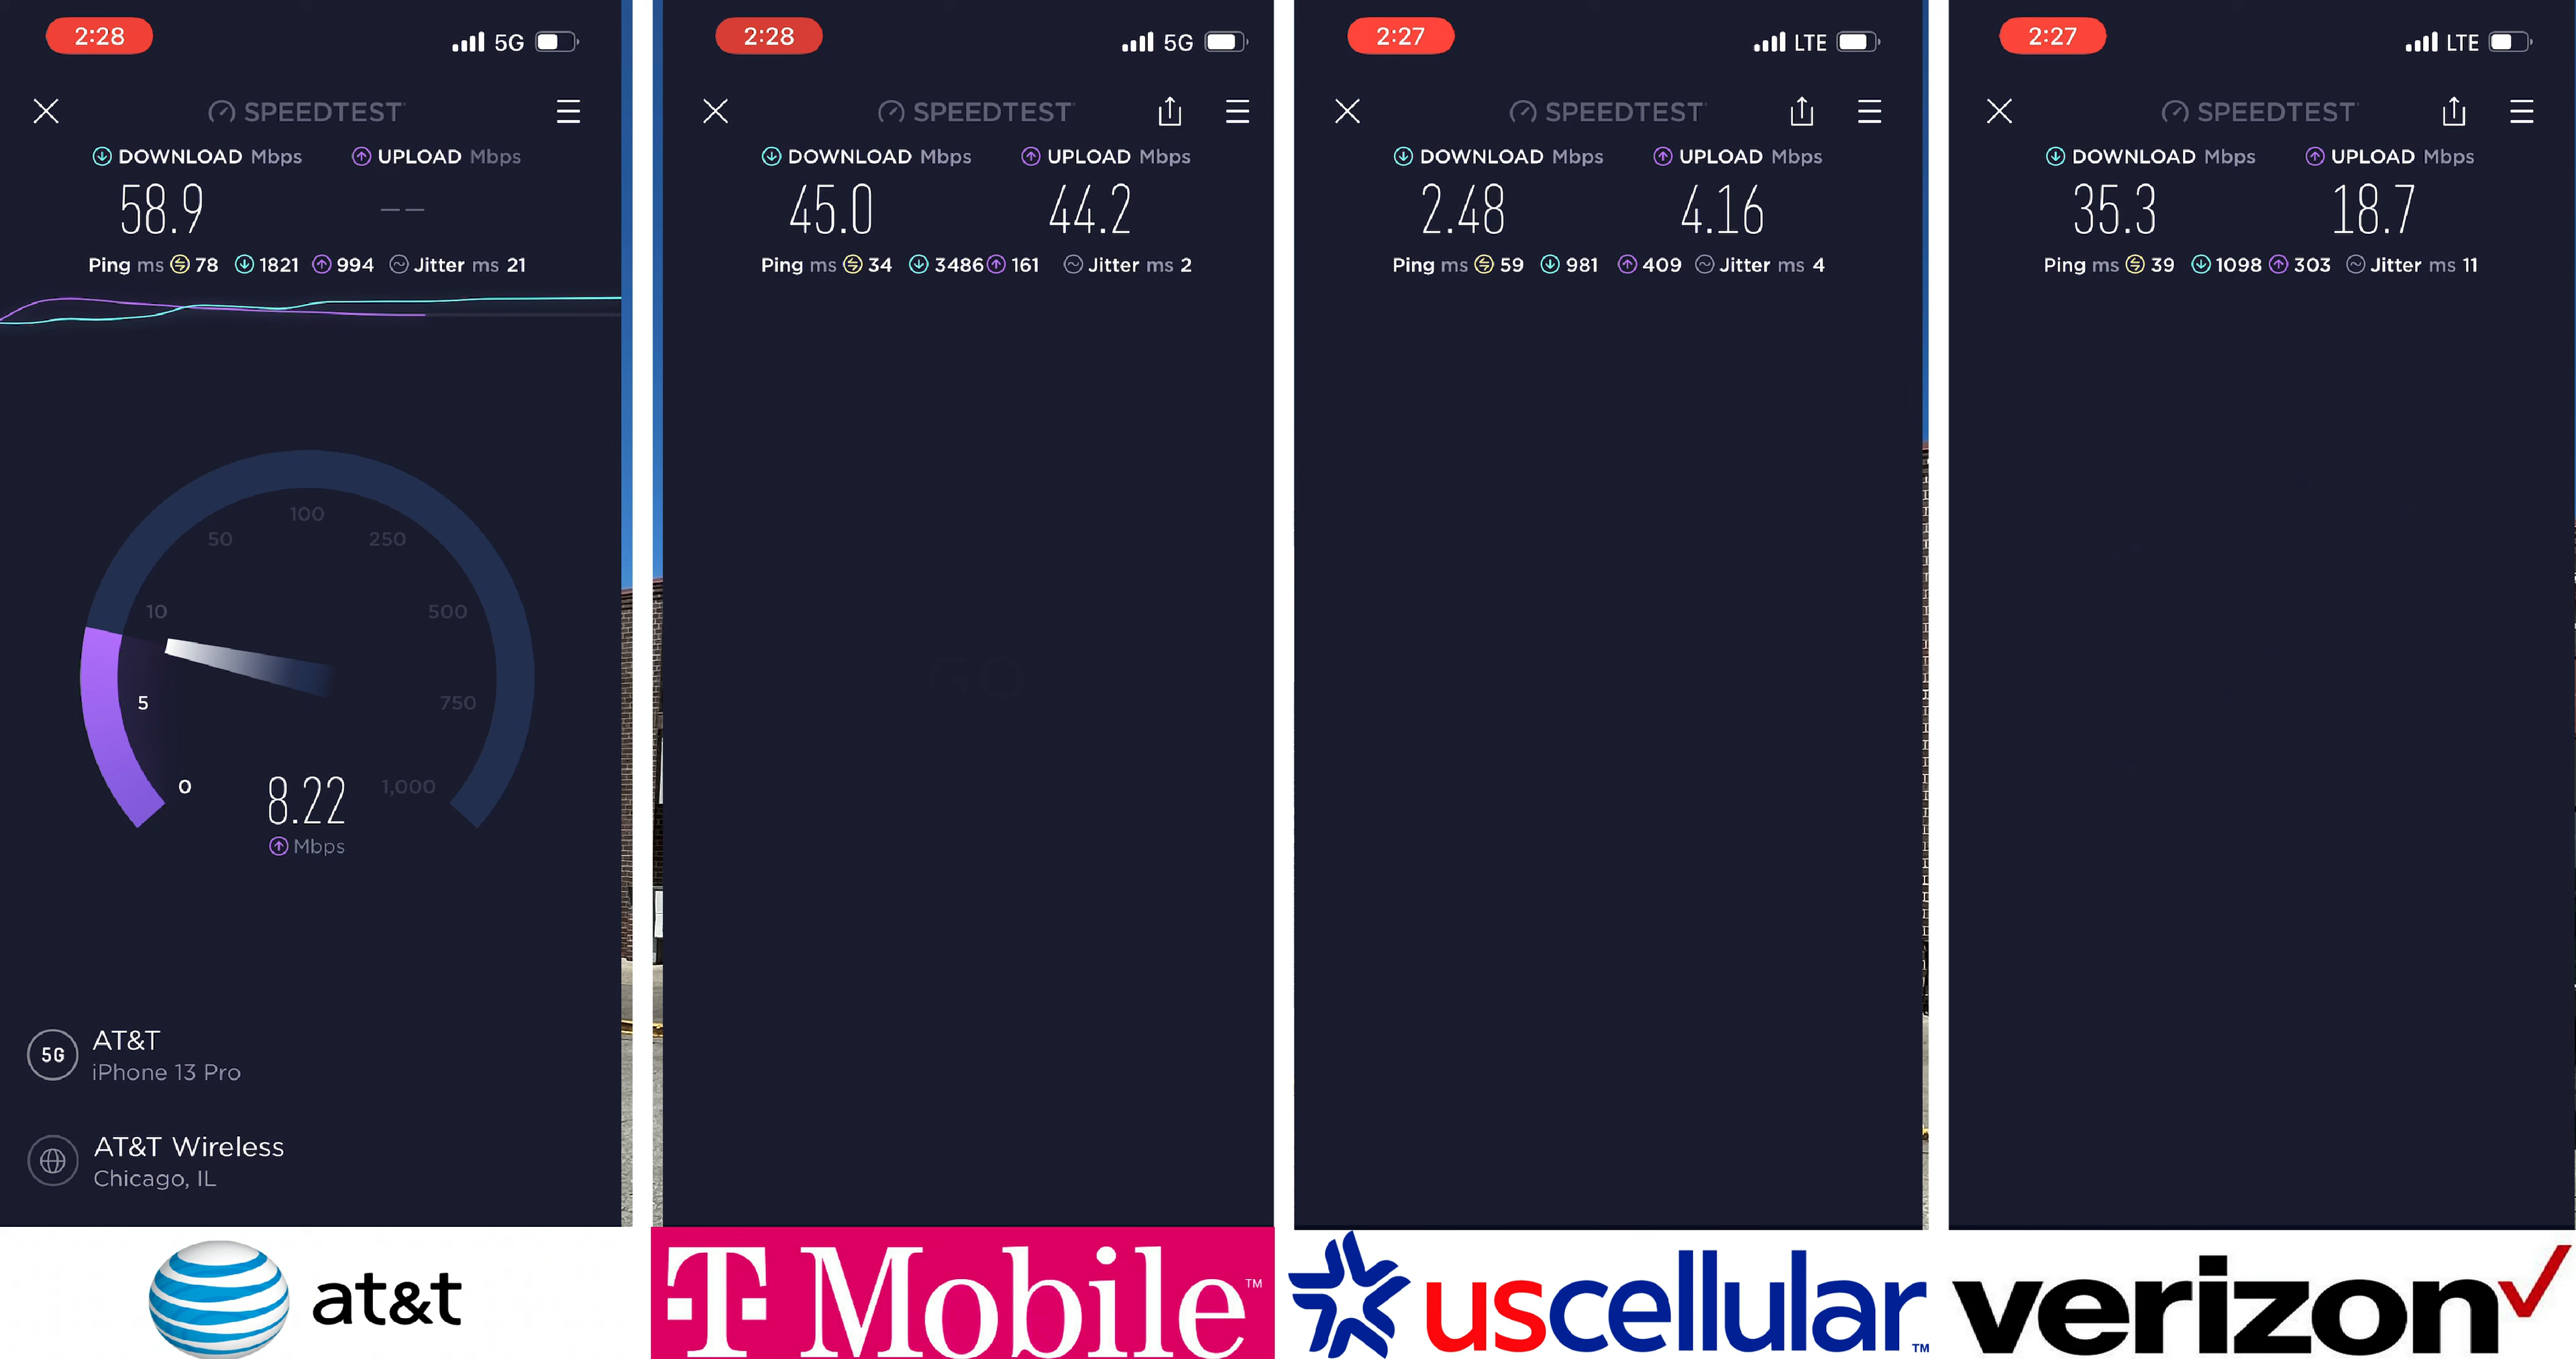 2:28 5G
SPEEDTEST
DOWNLOAD Mbps UPLOAD Mbps
58.9 ——
Ping ms 78 1821 994 Jitter ms 21
100
50 250
10 500
5 750
0 1,000
8.22
Mbps
5G AT&T
iPhone 13 Pro
AT&T Wireless
Chicago, IL
at&t
2:28 5G
SPEEDTEST
DOWNLOAD Mbps UPLOAD Mbps
45.0 44.2
Ping ms 34 3486 161 Jitter ms 2
GO
T Mobile™
2:27 LTE
SPEEDTEST
DOWNLOAD Mbps UPLOAD Mbps
2.48 4.16
Ping ms 59 981 409 Jitter ms 4
uscellular™
2:27 LTE
SPEEDTEST
DOWNLOAD Mbps UPLOAD Mbps
35.3 18.7
Ping ms 39 1098 303 Jitter ms 11
verizon